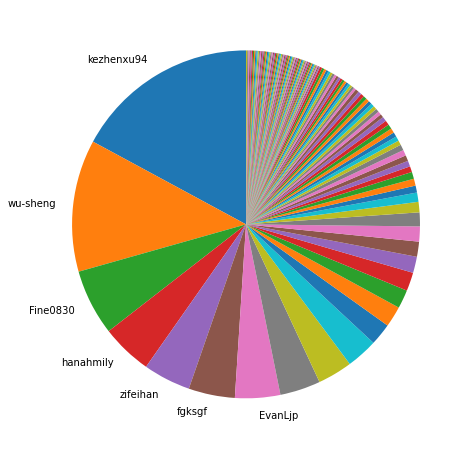 kezhenxu94
wu-sheng
Fine0830
hanahmily
zifeihan
fgksgf
EvanLjp